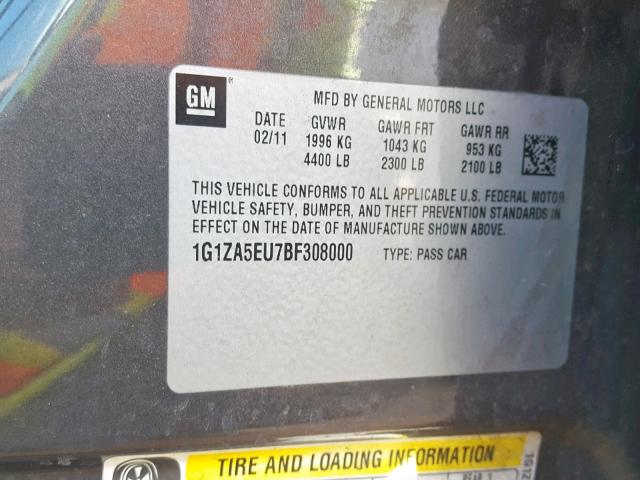 GM
MFD BY GENERAL MOTORS LLC
DATE GVWR GAWR FRT GAWR RR
02/11 1996 KG 1043 KG 953 KG
4400 LB 2300 LB 2100 LB
THIS VEHICLE CONFORMS TO ALL APPLICABLE U.S. FEDERAL MOTOR
VEHICLE SAFETY, BUMPER, AND THEFT PREVENTION STANDARDS IN
EFFECT ON THE DATE OF MANUFACTURE SHOWN ABOVE.
1G1ZA5EU7BF308000 TYPE: PASS CAR
TIRE AND LOADING INFORMATION
1G1Z